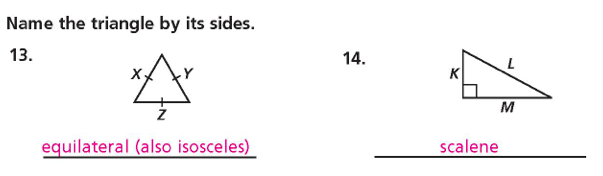 Name the triangle by its sides.
13.
X
Y
Z
equilateral (also isosceles)
14.
K
L
M
scalene